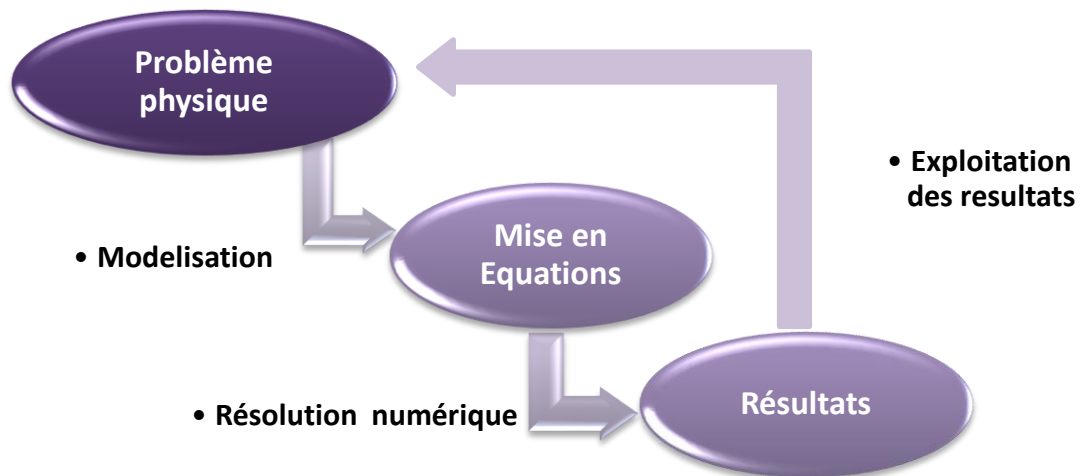 Problème
physique
• Exploitation
des resultats
• Modelisation
Mise en
Equations
• Résolution numérique
Résultats